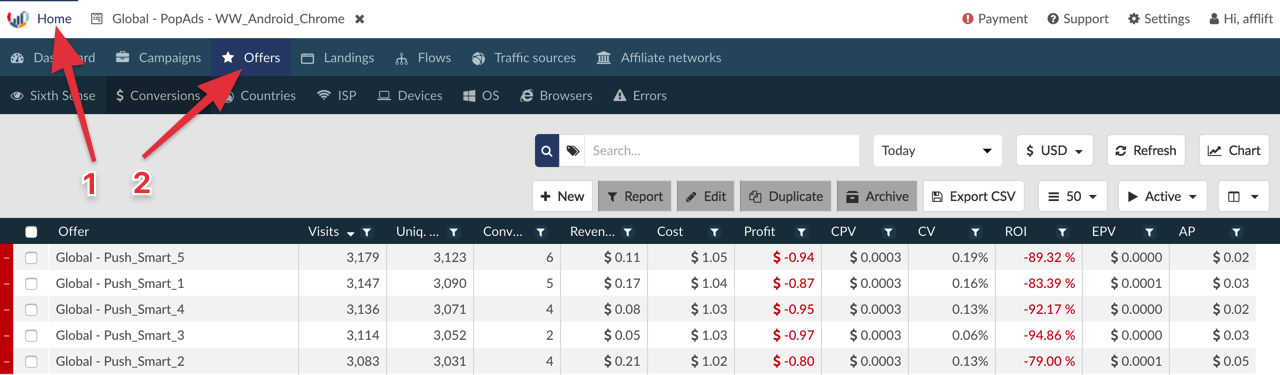 Home Global - PopAds - WW_Android_Chrome Payment Support Settings Hi, afflift
Dashboard Campaigns Offers Landings Flows Traffic sources Affiliate networks
Sixth Sense $ Conversions Countries ISP Devices OS Browsers Errors
Search... Today $ USD Refresh Chart
1 2
+ New Report Edit Duplicate Archive Export CSV 50 Active
Offer Visits Uniq. ... Conv... Reven... Cost Profit CPV CV ROI EPV AP
Global - Push_Smart_5 3,179 3,123 6 $ 0.11 $ 1.05 $ -0.94 $ 0.0003 0.19% -89.32 % $ 0.0000 $ 0.02
Global - Push_Smart_1 3,147 3,090 5 $ 0.17 $ 1.04 $ -0.87 $ 0.0003 0.16% -83.39 % $ 0.0001 $ 0.03
Global - Push_Smart_4 3,136 3,071 4 $ 0.08 $ 1.03 $ -0.95 $ 0.0003 0.13% -92.17 % $ 0.0000 $ 0.02
Global - Push_Smart_3 3,114 3,052 2 $ 0.05 $ 1.03 $ -0.97 $ 0.0003 0.06% -94.86 % $ 0.0000 $ 0.03
Global - Push_Smart_2 3,083 3,031 4 $ 0.21 $ 1.02 $ -0.80 $ 0.0003 0.13% -79.00 % $ 0.0001 $ 0.05